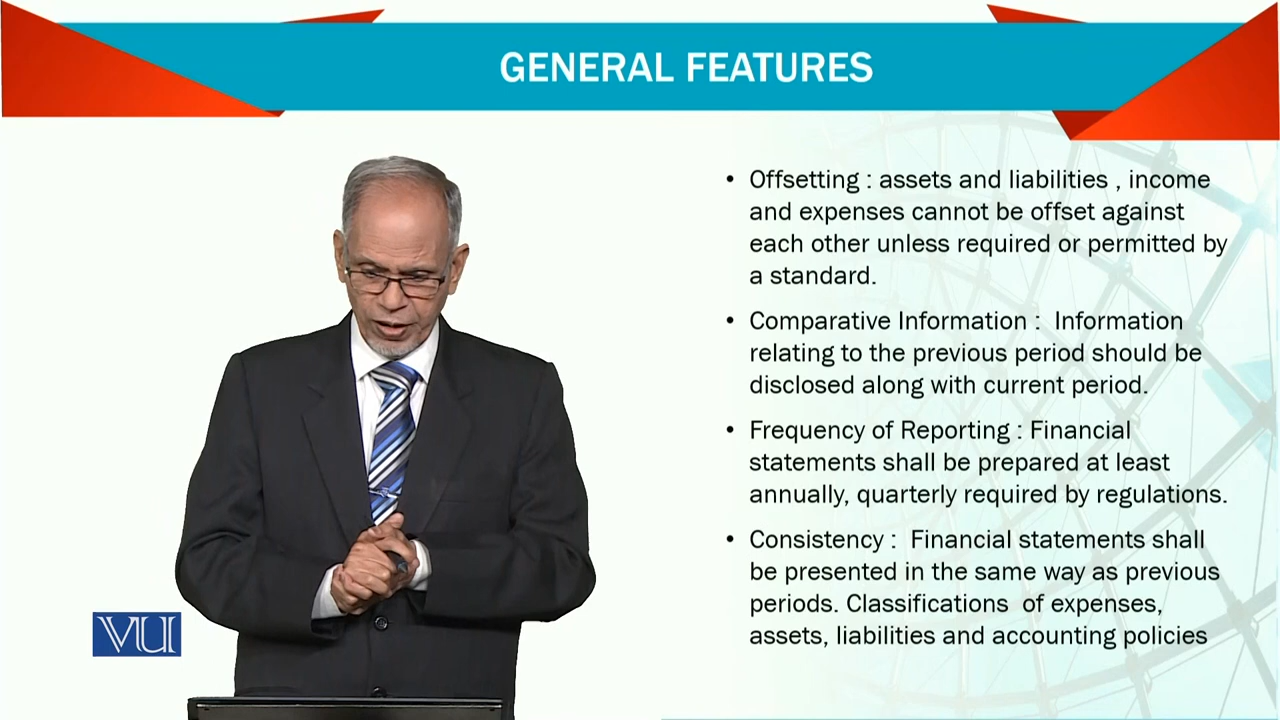 GENERAL FEATURES
• Offsetting : assets and liabilities , income
and expenses cannot be offset against
each other unless required or permitted by
a standard.
• Comparative Information :  Information
relating to the previous period should be
disclosed along with current period.
• Frequency of Reporting : Financial
statements shall be prepared at least
annually, quarterly required by regulations.
• Consistency :  Financial statements shall
be presented in the same way as previous
periods. Classifications  of expenses,
assets, liabilities and accounting policies
VU